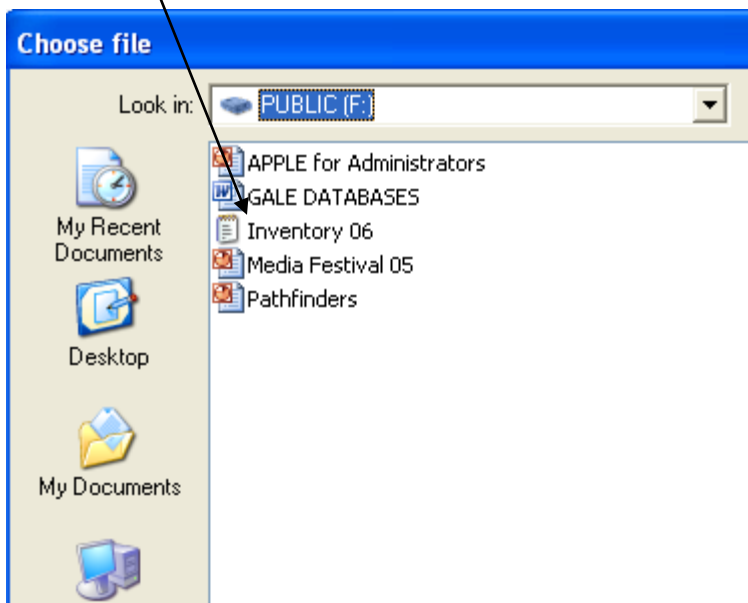 Choose file
Look in:
PUBLIC (F:)
APPLE for Administrators
GALE DATABASES
Inventory 06
Media Festival 05
Pathfinders
My Recent
Documents
Desktop
My Documents